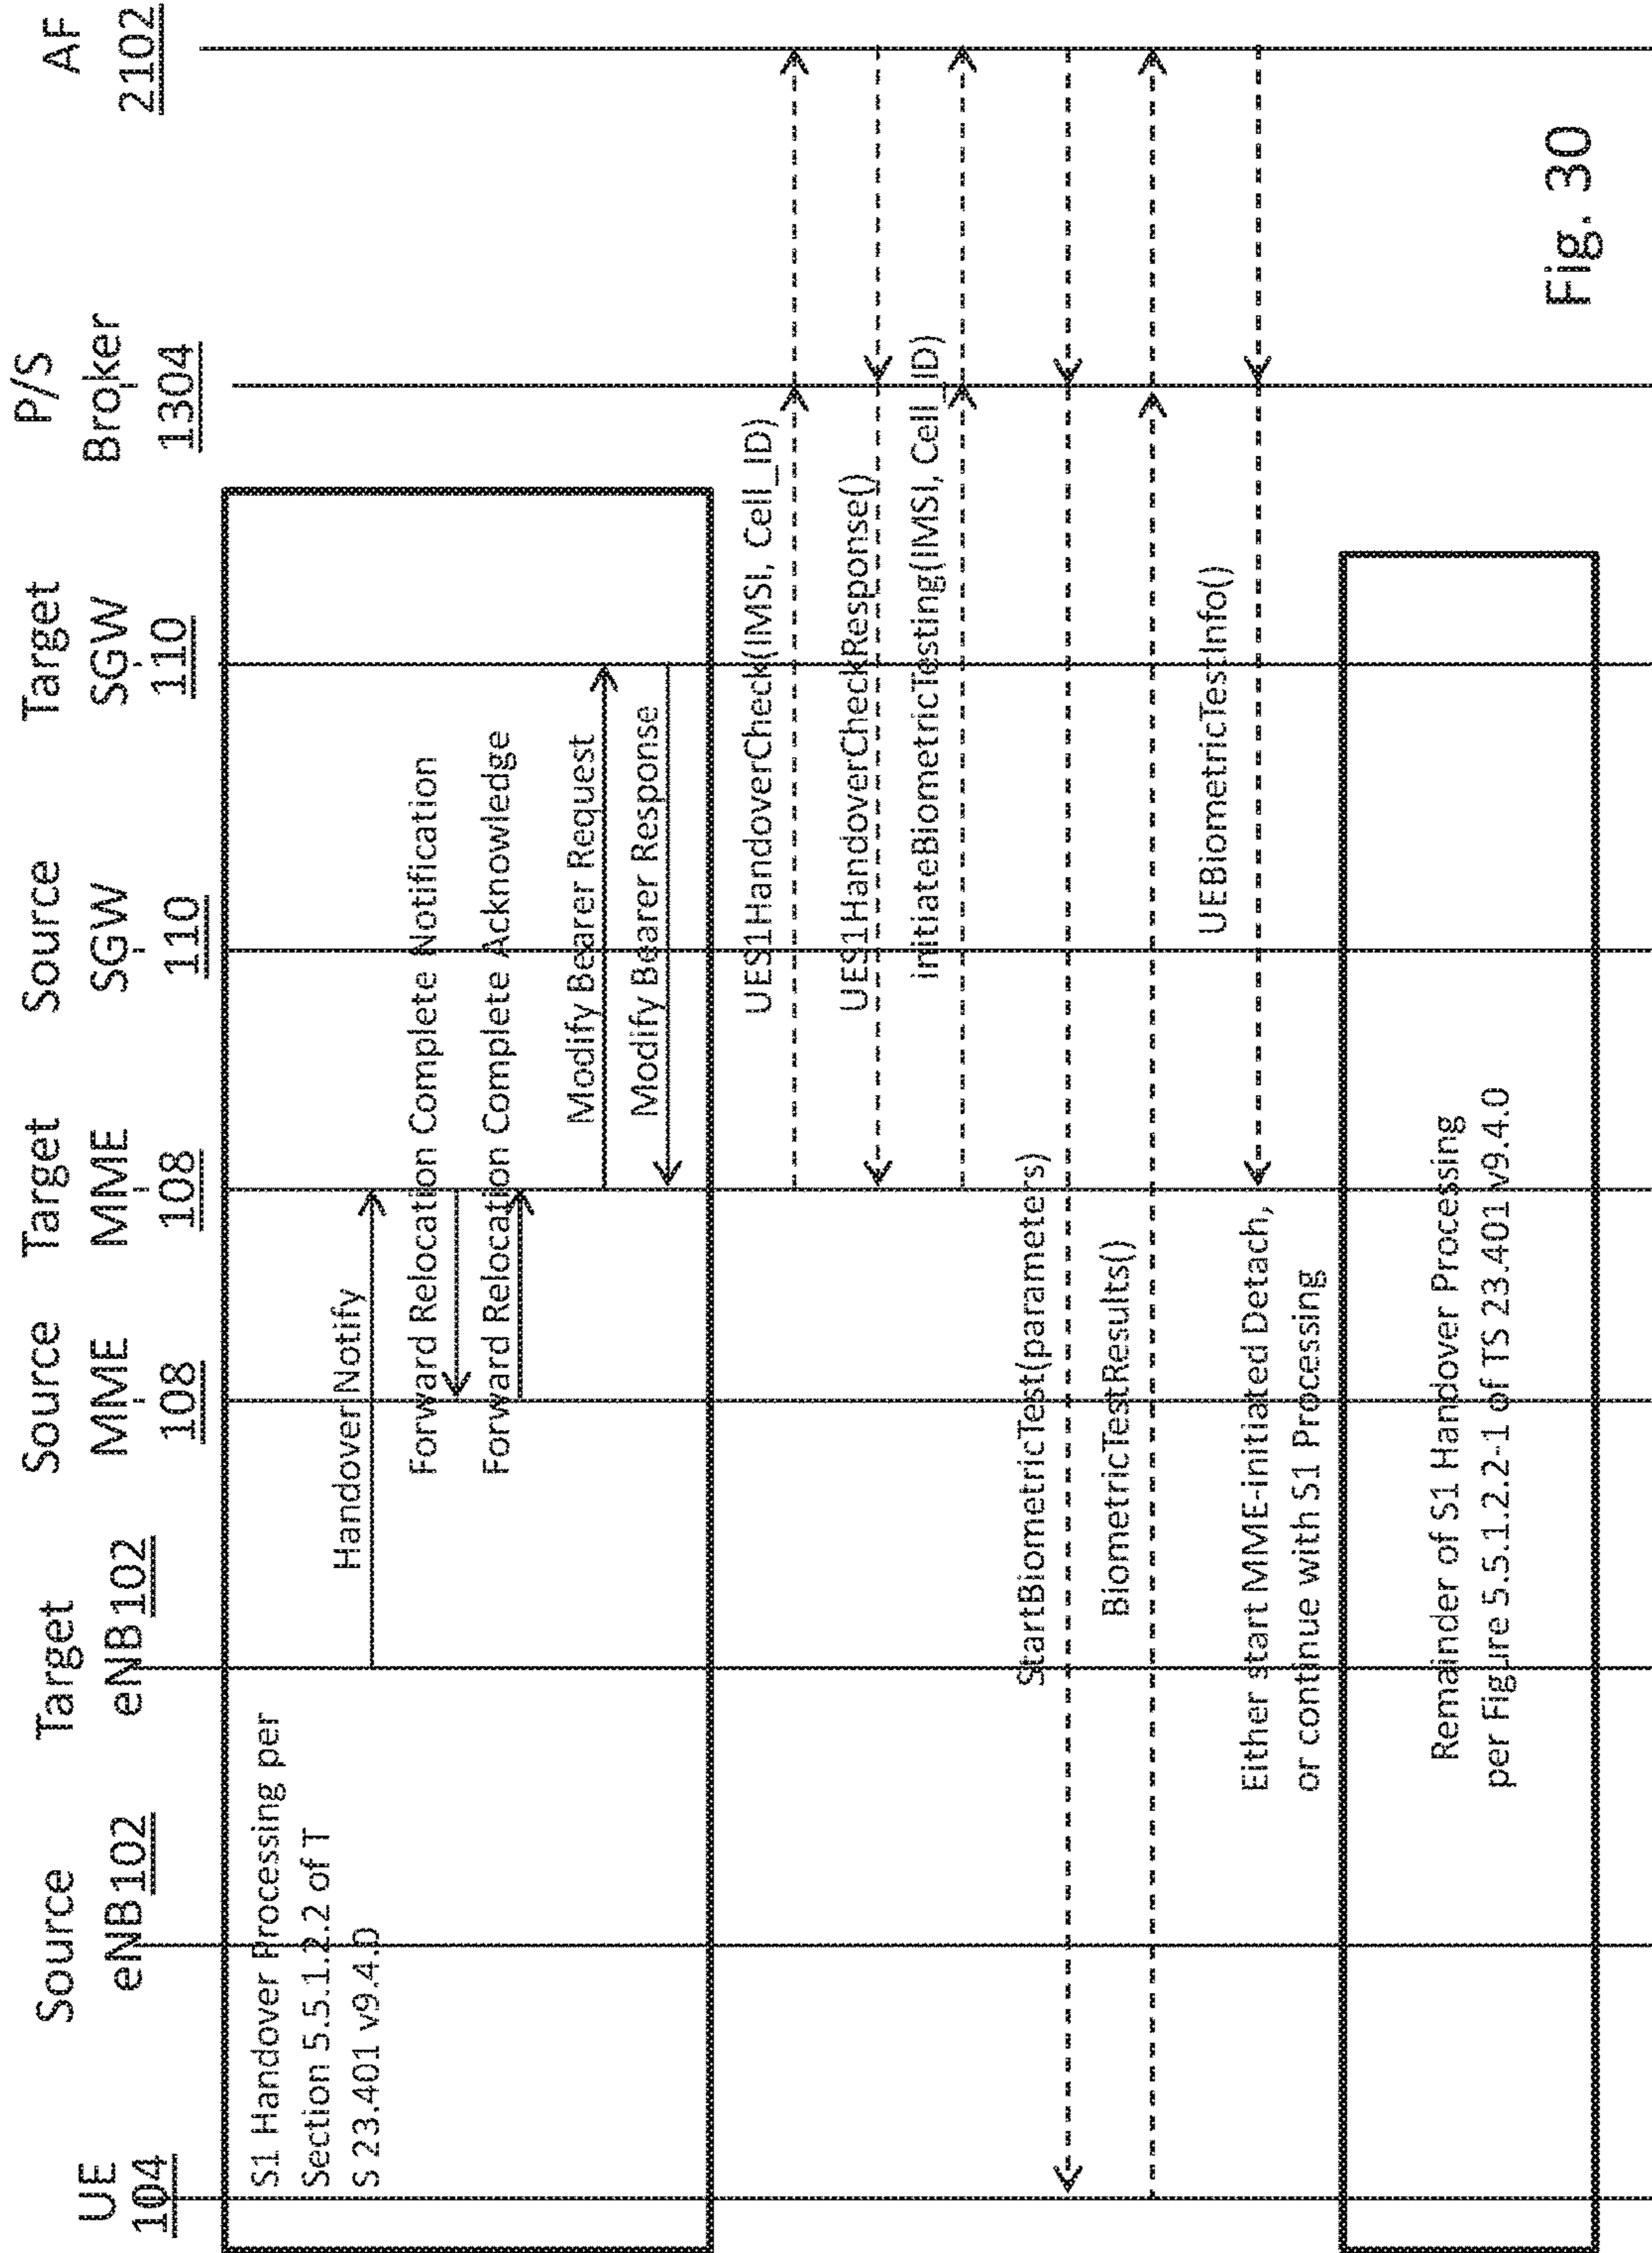 UE
104
Source
eNB 102
Target
eNB 102
Source
MME
108
Target
MME
108
Source
SGW
110
Target
SGW
110
P/S
Broker
1304
AF
2102
S1 Handover Processing per
Section 5.5.1.2.2 of T
S 23.401 v9.4.0
Handover Notify
Forward Relocation Complete Notification
Forward Relocation Complete Acknowledge
Modify Bearer Request
Modify Bearer Response
UES1HandoverCheck(IMSI, Cell_ID)
UES1HandoverCheckResponse()
initiateBiometricTesting(IMSI, Cell_ID)
StartBiometricTest(parameters)
BiometricTestResults()
UEBiometricTestInfo()
Either start MME-initiated Detach,
or continue with S1 Processing
Remainder of S1 Handover Processing
per Figure 5.5.1.2.2-1 of TS 23.401 v9.4.0
Fig. 30